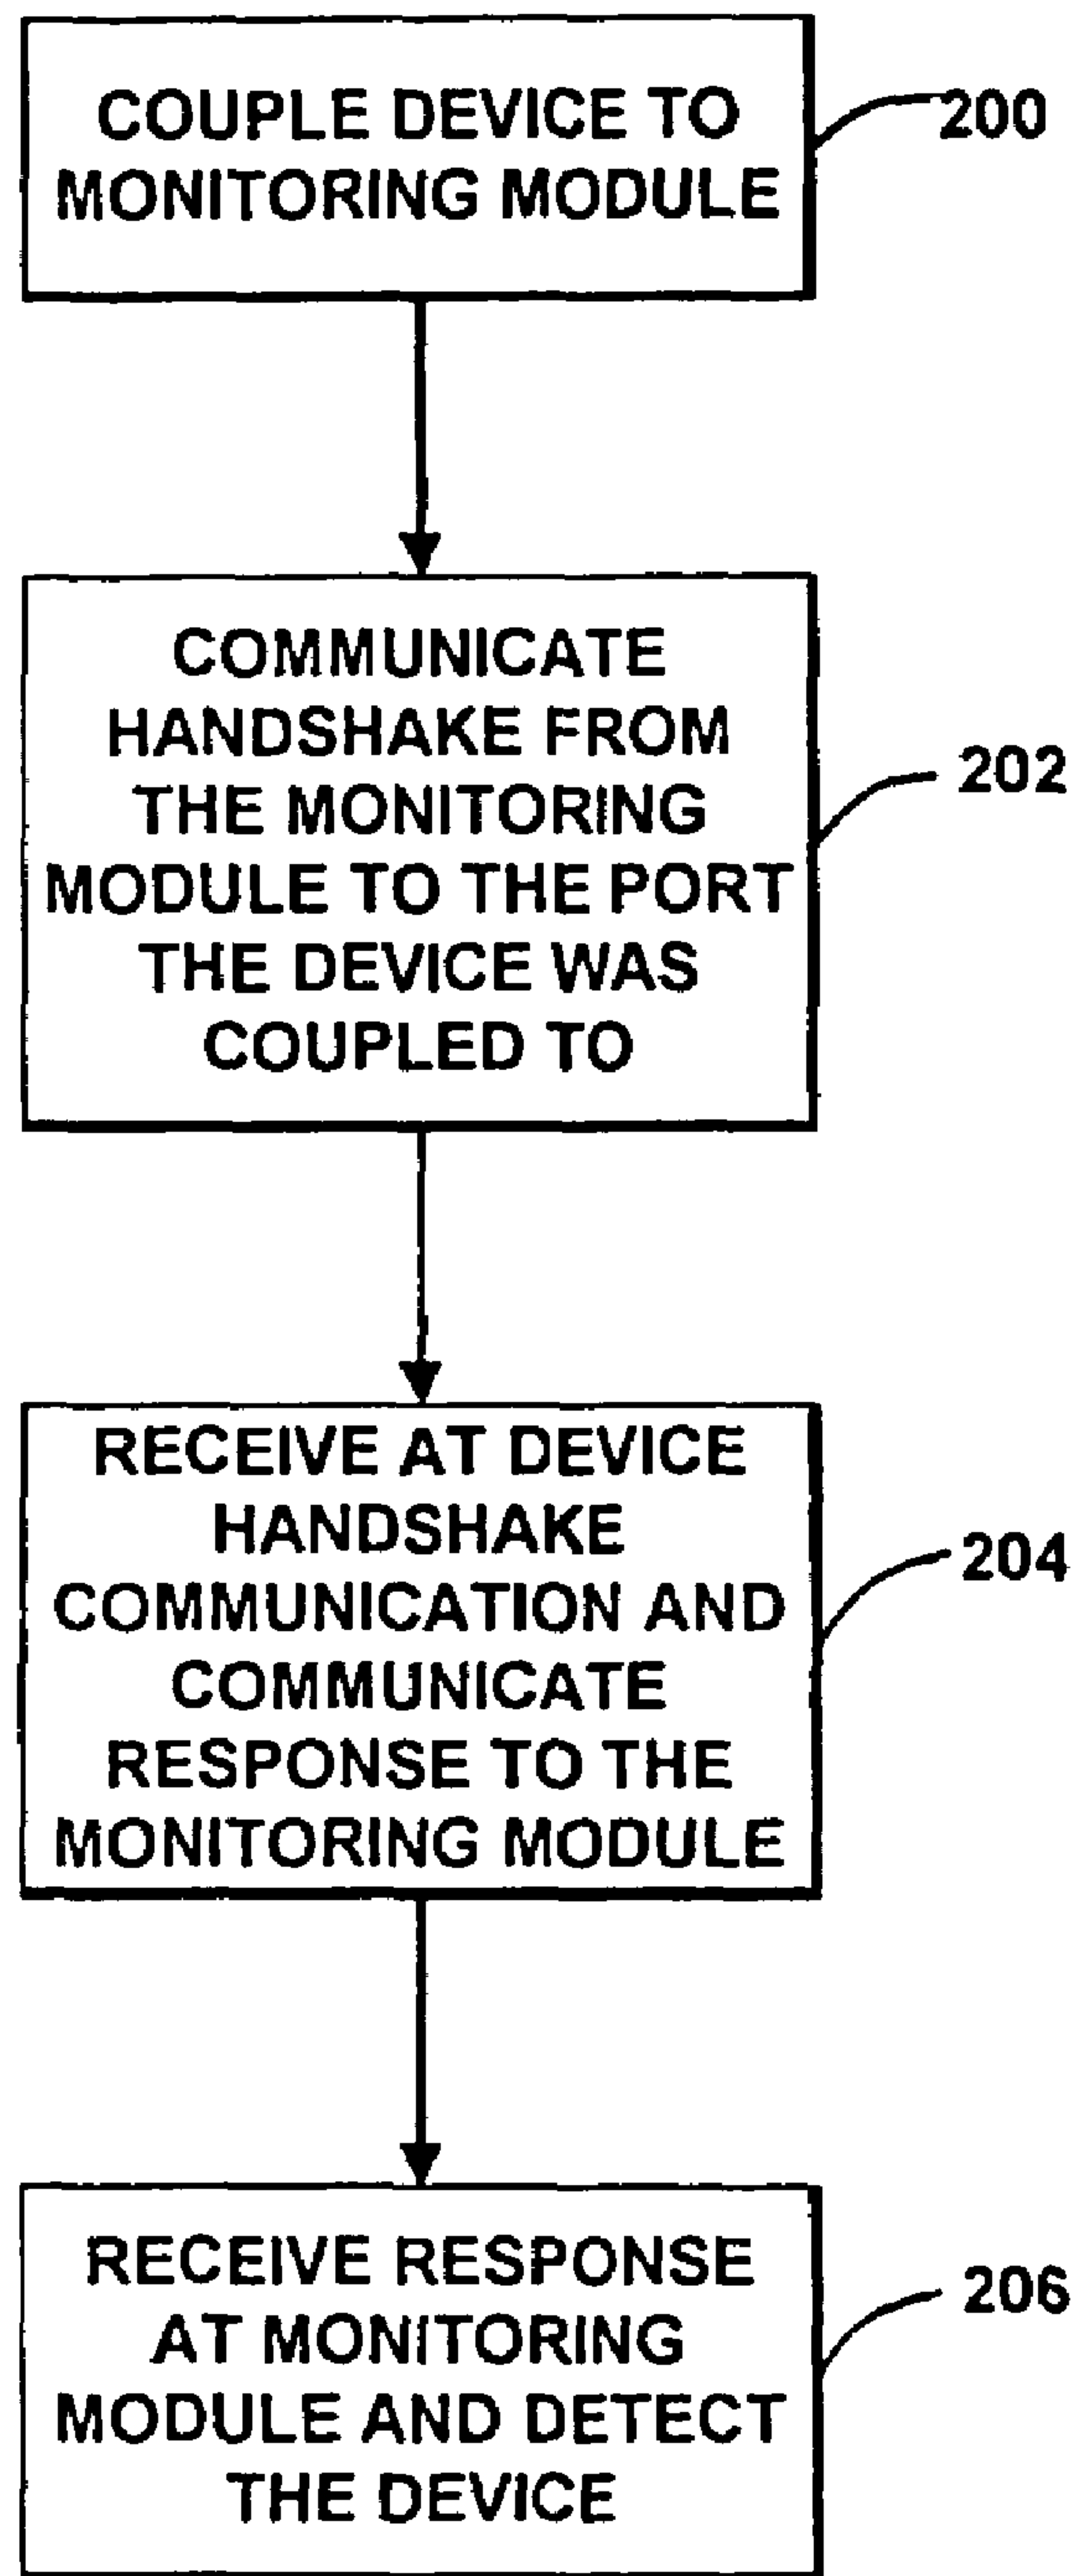 COUPLE DEVICE TO
MONITORING MODULE
200
COMMUNICATE
HANDSHAKE FROM
THE MONITORING
MODULE TO THE PORT
THE DEVICE WAS
COUPLED TO
202
RECEIVE AT DEVICE
HANDSHAKE
COMMUNICATION AND
COMMUNICATE
RESPONSE TO THE
MONITORING MODULE
204
RECEIVE RESPONSE
AT MONITORING
MODULE AND DETECT
THE DEVICE
206